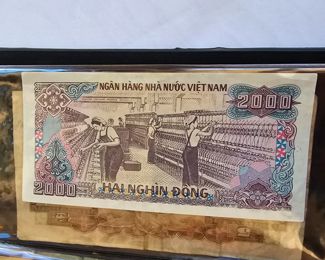 NGÂN HÀNG NHÀ NƯỚC VIỆT NAM
2000
2000
HAI NGHÌN ĐỒNG